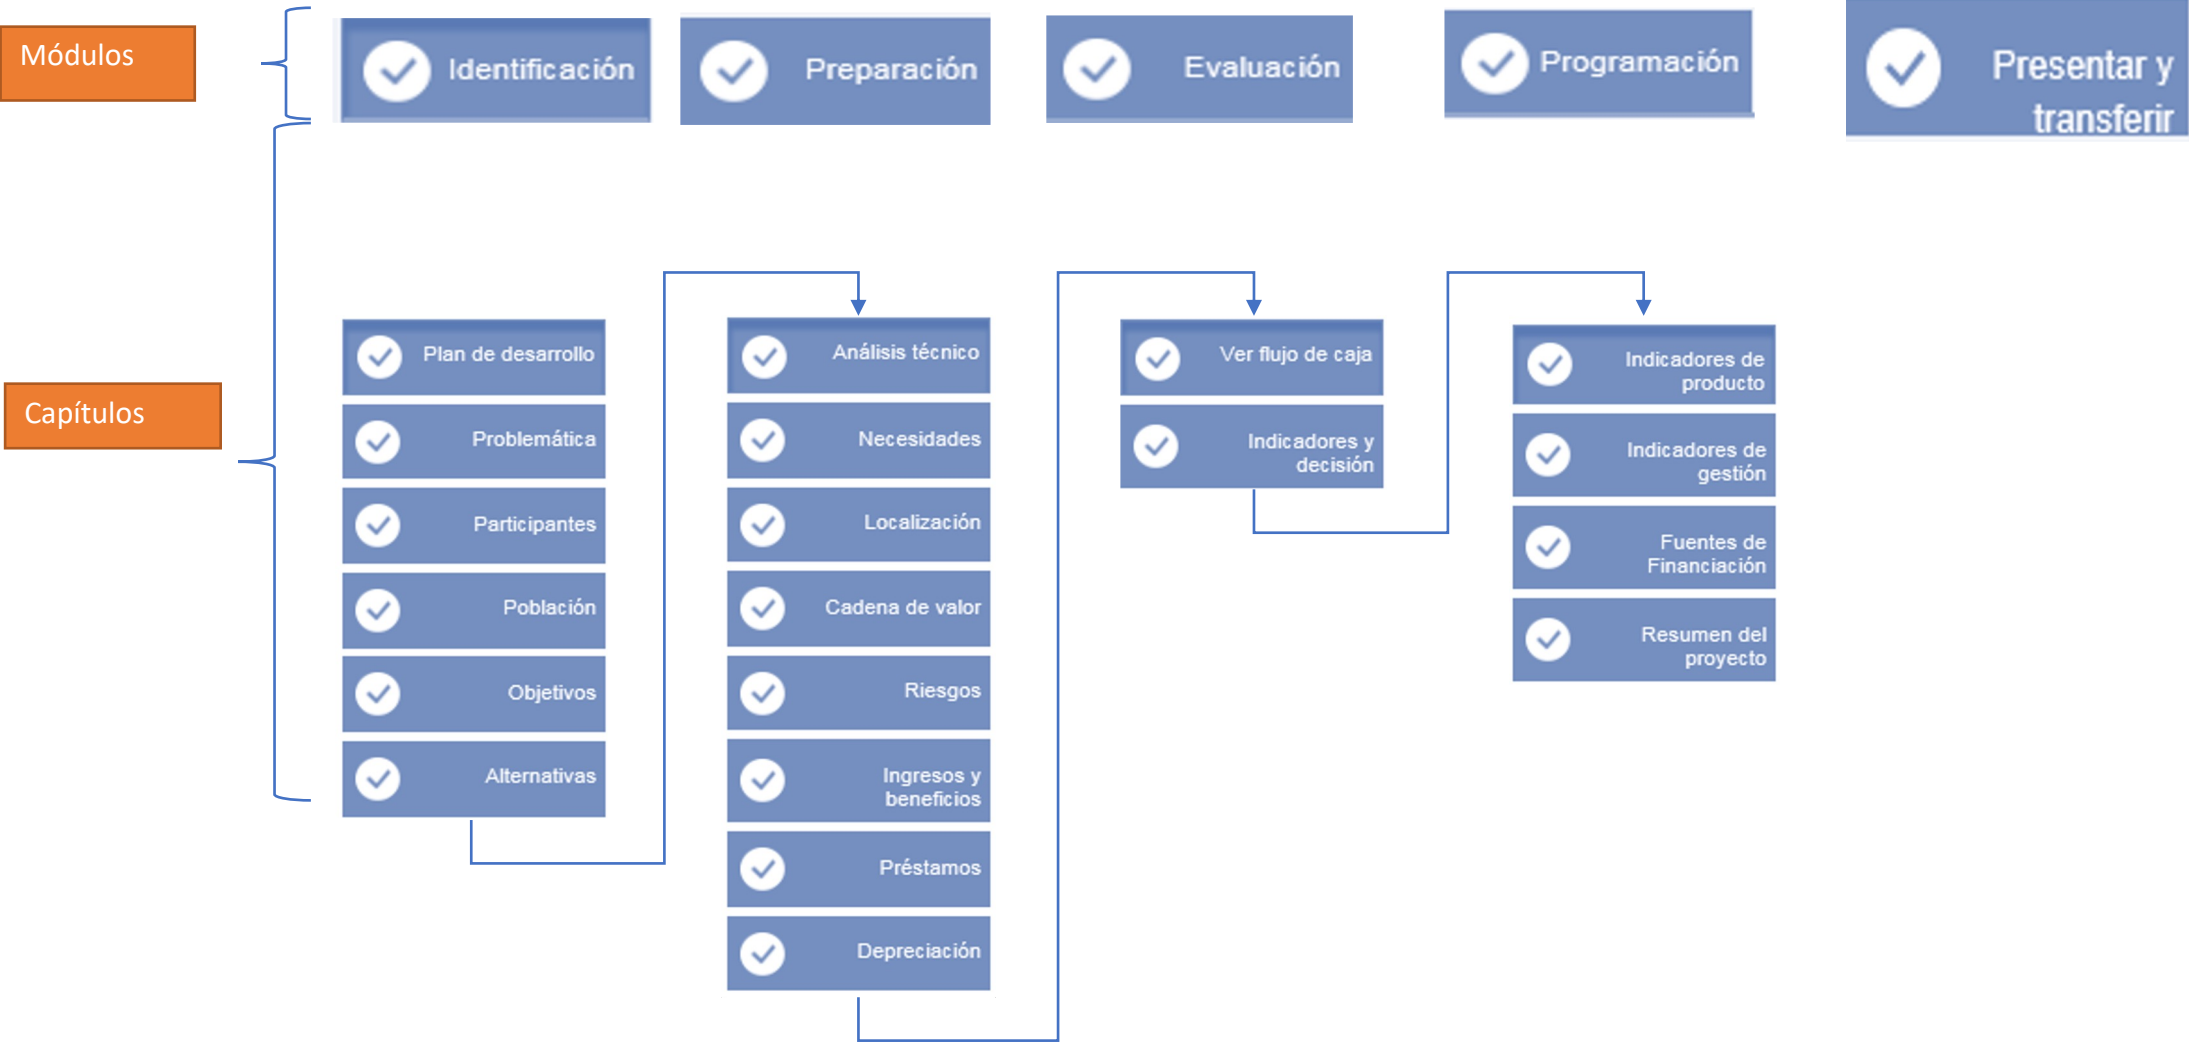 Módulos
Identificación
Preparación
Evaluación
Programación
Presentar y
transferir
Capítulos
Plan de desarrollo
Problemática
Participantes
Población
Objetivos
Alternativas
Análisis técnico
Necesidades
Localización
Cadena de valor
Riesgos
Ingresos y
beneficios
Préstamos
Depreciación
Ver flujo de caja
Indicadores y
decisión
Indicadores de
producto
Indicadores de
gestión
Fuentes de
Financiación
Resumen del
proyecto